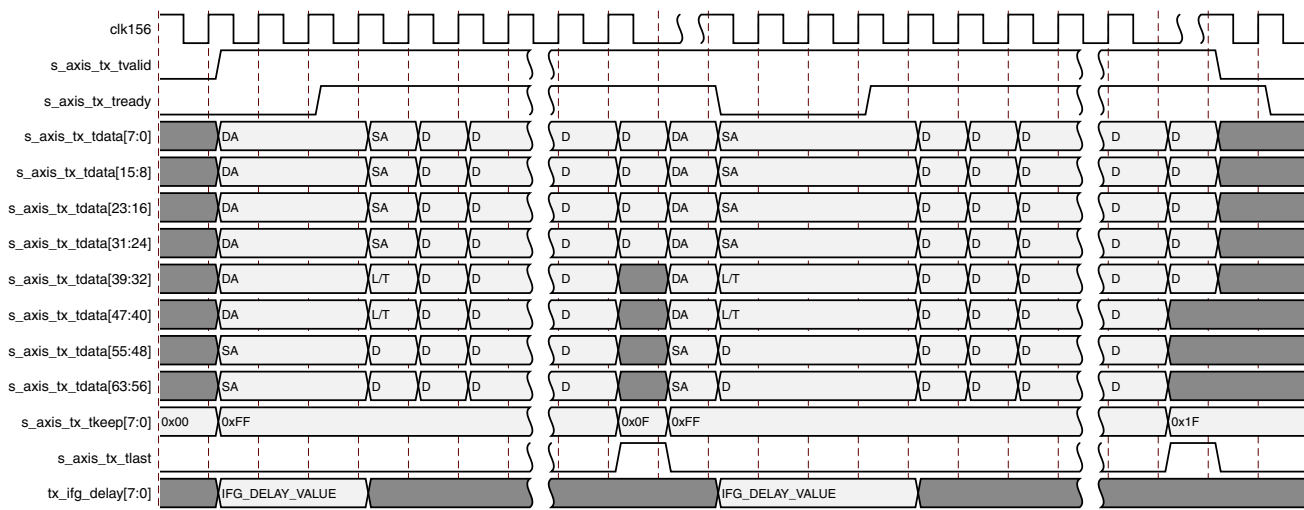 clk156
s_axis_tx_tvalid
s_axis_tx_tready
s_axis_tx_tdata[7:0] DA SA D D D D DA SA D D D D D
s_axis_tx_tdata[15:8] DA SA D D D D DA SA D D D D D
s_axis_tx_tdata[23:16] DA SA D D D D DA SA D D D D D
s_axis_tx_tdata[31:24] DA SA D D D D DA SA D D D D D
s_axis_tx_tdata[39:32] DA L/T D D D DA L/T D D D D D
s_axis_tx_tdata[47:40] DA L/T D D D DA L/T D D D D
s_axis_tx_tdata[55:48] SA D D D D SA D D D D D
s_axis_tx_tdata[63:56] SA D D D D SA D D D D D
s_axis_tx_tkeep[7:0] 0x00 0xFF 0x0F 0xFF 0x1F
s_axis_tx_tlast
tx_ifg_delay[7:0] IFG_DELAY_VALUE IFG_DELAY_VALUE